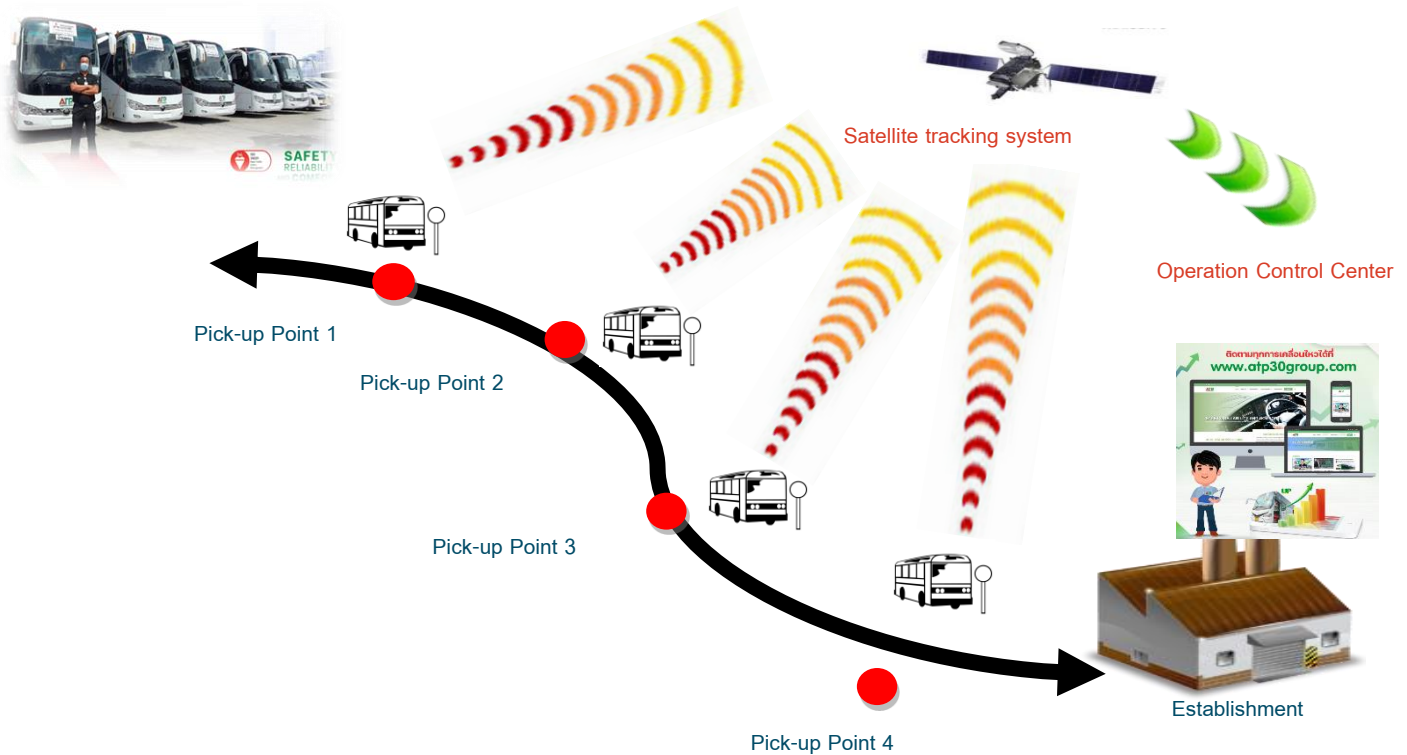 SAFETY
RELIABILITY
Satellite tracking system
Operation Control Center
Pick-up Point 1
Pick-up Point 2
Pick-up Point 3
Pick-up Point 4
ติดตามทุกการเคลื่อนไหวได้ที่
www.atp30group.com
UP
Establishment